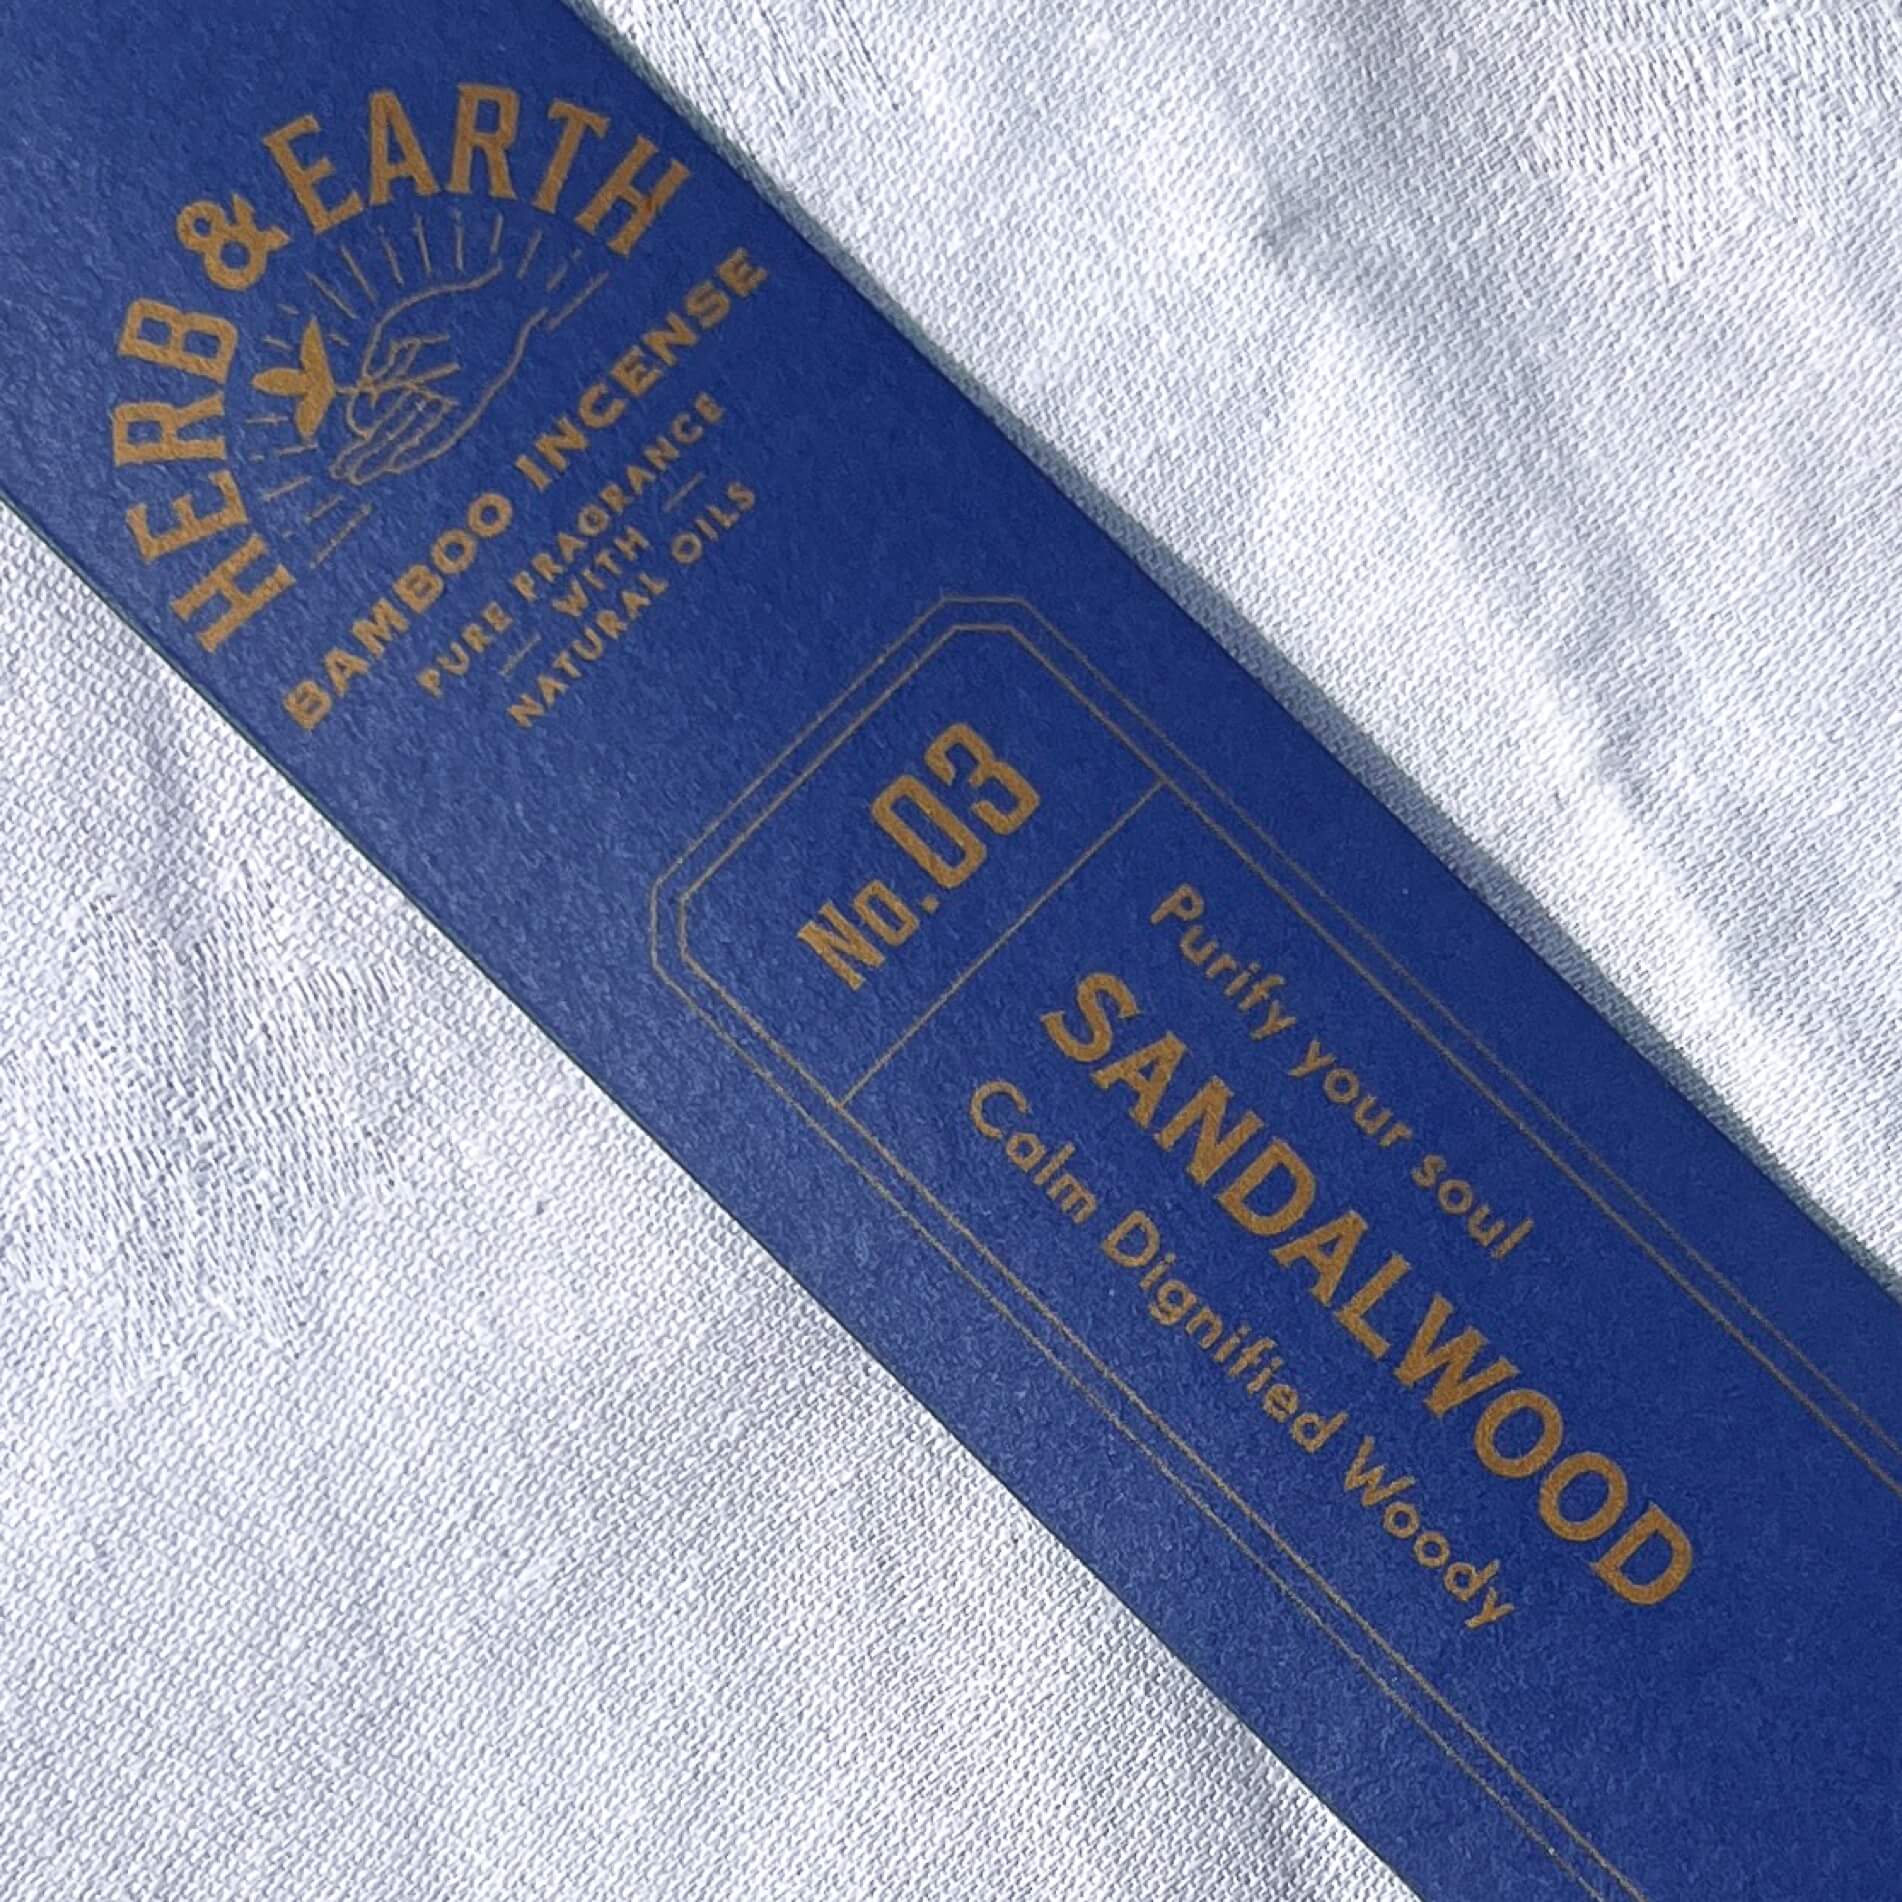 HERB & EARTH
BAMBOO INCENSE
PURE FRAGRANCE
WITH
NATURAL OILS
No.03
Purify your soul
SANDALWOOD
Calm Dignified Woody